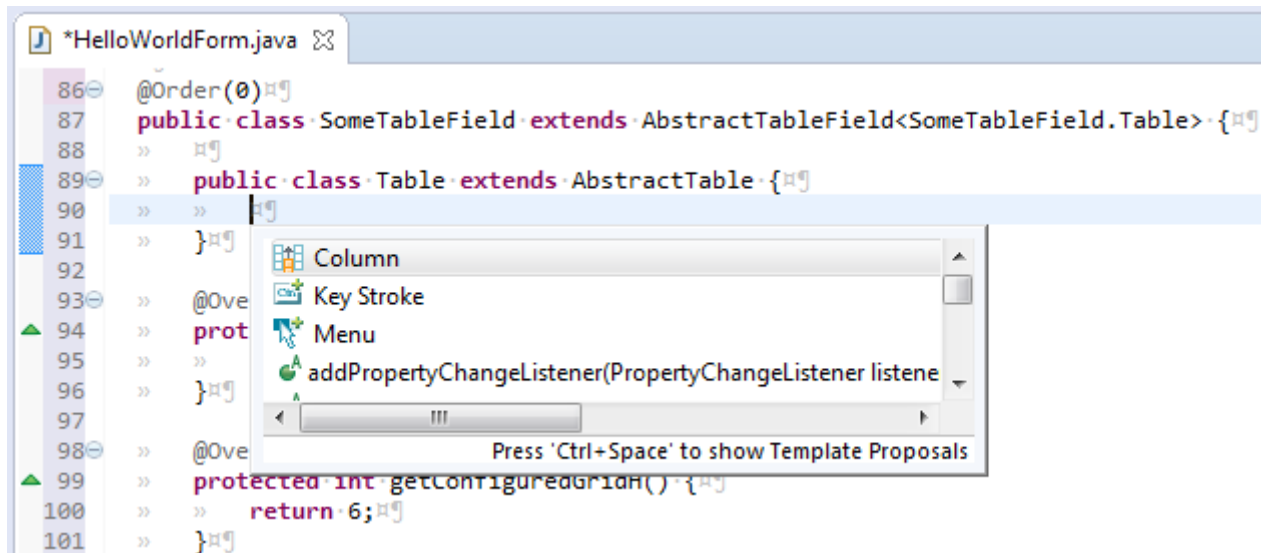 *HelloWorldForm.java
86 @Order(0)¤¶
87 public·class·SomeTableField·extends·AbstractTableField<SomeTableField.Table>·{¤¶
88 » ¤¶
89 » public·class·Table·extends·AbstractTable·{¤¶
90 » » ¤¶
91 » }¤¶
92
93 » @Ove
94 » prot
95 » »
96 » }¤¶
97
98 » @Ove
99 » protected·int·getConfiguredGridH()·{¤¶
100 » » return·6;¤¶
101 » }¤¶
Column
Key Stroke
Ctrl
Menu
addPropertyChangeListener(PropertyChangeListener listene
Press 'Ctrl+Space' to show Template Proposals